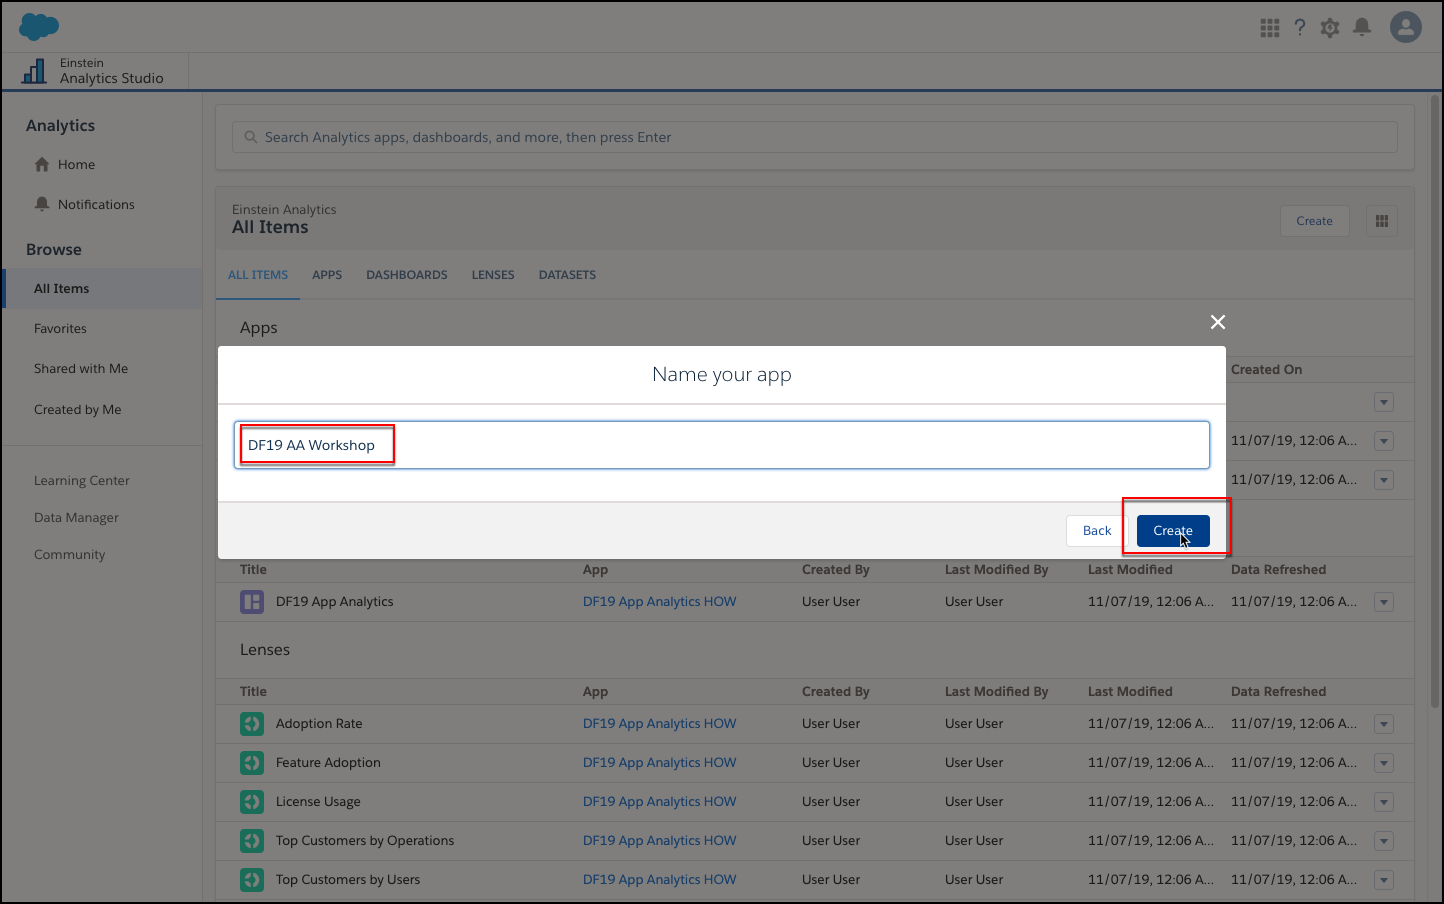 ?
Einstein
Analytics Studio
Analytics
Home
Notifications
Browse
All Items
Favorites
Shared with Me
Created by Me
Learning Center
Data Manager
Community
Search Analytics apps, dashboards, and more, then press Enter
Einstein Analytics
All Items
Create
ALL ITEMS APPS DASHBOARDS LENSES DATASETS
Apps
Name your app
DF19 AA Workshop
Back Create
Created On
11/07/19, 12:06 A...
11/07/19, 12:06 A...
Title App Created By Last Modified By Last Modified Data Refreshed
DF19 App Analytics DF19 App Analytics HOW User User User User 11/07/19, 12:06 A... 11/07/19, 12:06 A...
Lenses
Title App Created By Last Modified By Last Modified Data Refreshed
Adoption Rate DF19 App Analytics HOW User User User User 11/07/19, 12:06 A... 11/07/19, 12:06 A...
Feature Adoption DF19 App Analytics HOW User User User User 11/07/19, 12:06 A... 11/07/19, 12:06 A...
License Usage DF19 App Analytics HOW User User User User 11/07/19, 12:06 A... 11/07/19, 12:06 A...
Top Customers by Operations DF19 App Analytics HOW User User User User 11/07/19, 12:06 A... 11/07/19, 12:06 A...
Top Customers by Users DF19 App Analytics HOW User User User User 11/07/19, 12:06 A... 11/07/19, 12:06 A...